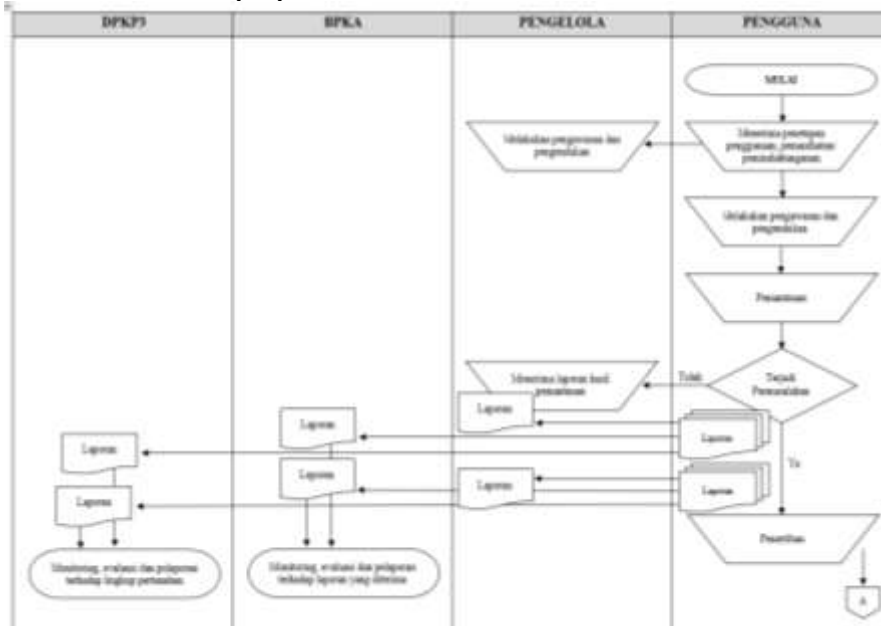 DPKP3
BPKA
PENGELOLA
PENGGUNA
MULAI
Melakukan pengawasan dan
pengendalian
Menerima penetapan
penggunaan, pemanfaatan
pemindahtanganan
Melakukan pengawasan dan
pengendalian
Pemantauan
Menerima laporan hasil
pemantauan
Tidak
Terjadi
Permasalahan
Laporan
Laporan
Laporan
Laporan
Ya
Laporan
Laporan
Laporan
Laporan
Penertiban
Monitoring, evaluasi dan pelaporan
terhadap lingkup pertanahan
Monitoring, evaluasi dan pelaporan
terhadap laporan yang diterima
A